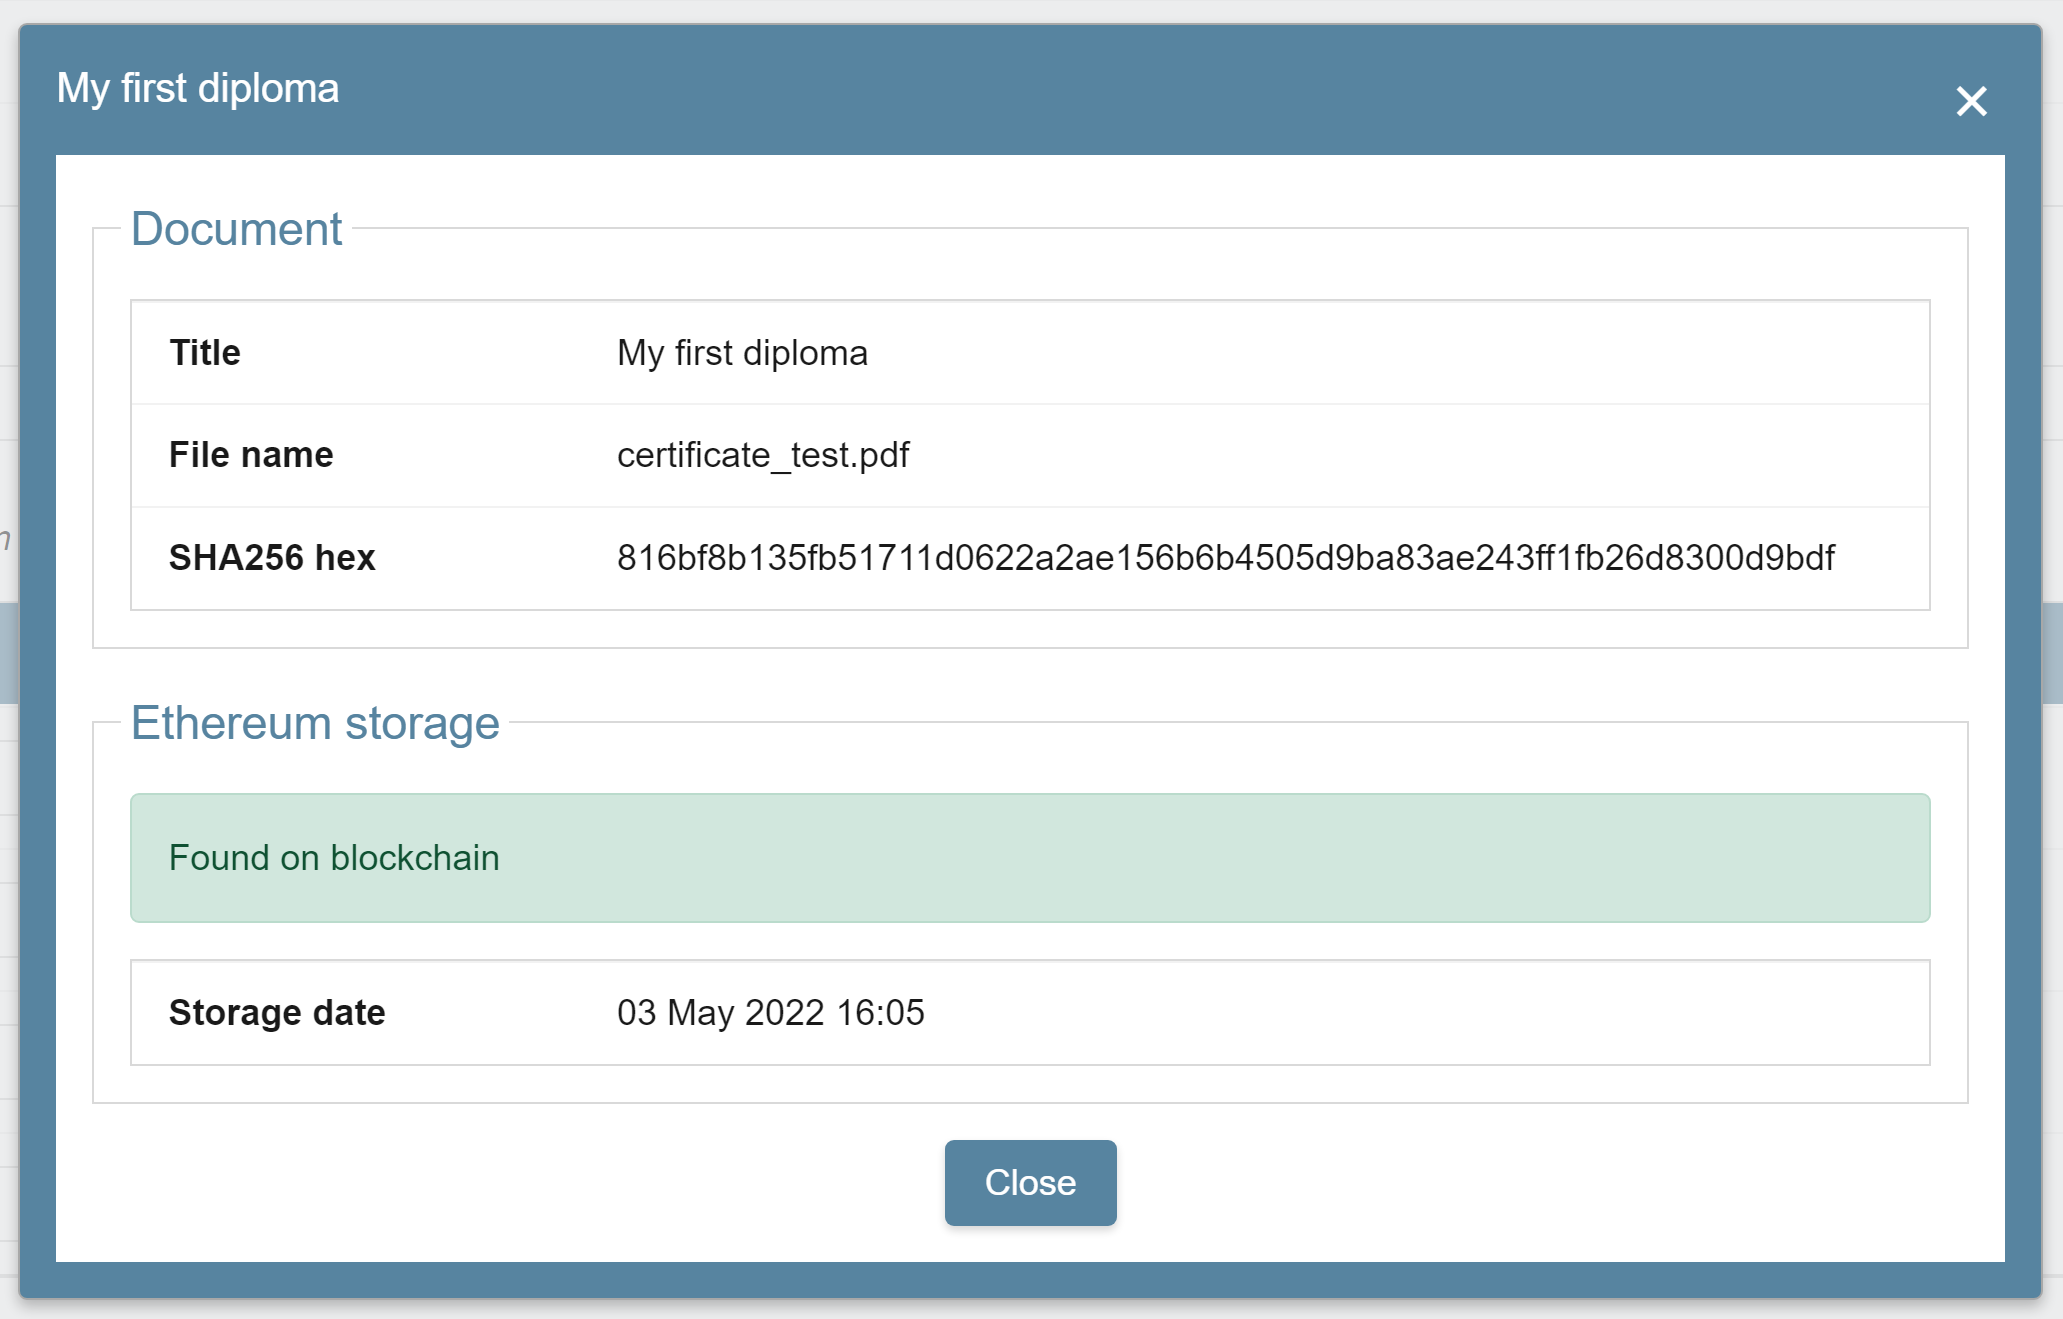 My first diploma
Document
Title My first diploma
File name certificate_test.pdf
SHA256 hex 816bf8b135fb51711d0622a2ae156b6b4505d9ba83ae243ff1fb26d8300d9bdf
Ethereum storage
Found on blockchain
Storage date 03 May 2022 16:05
Close